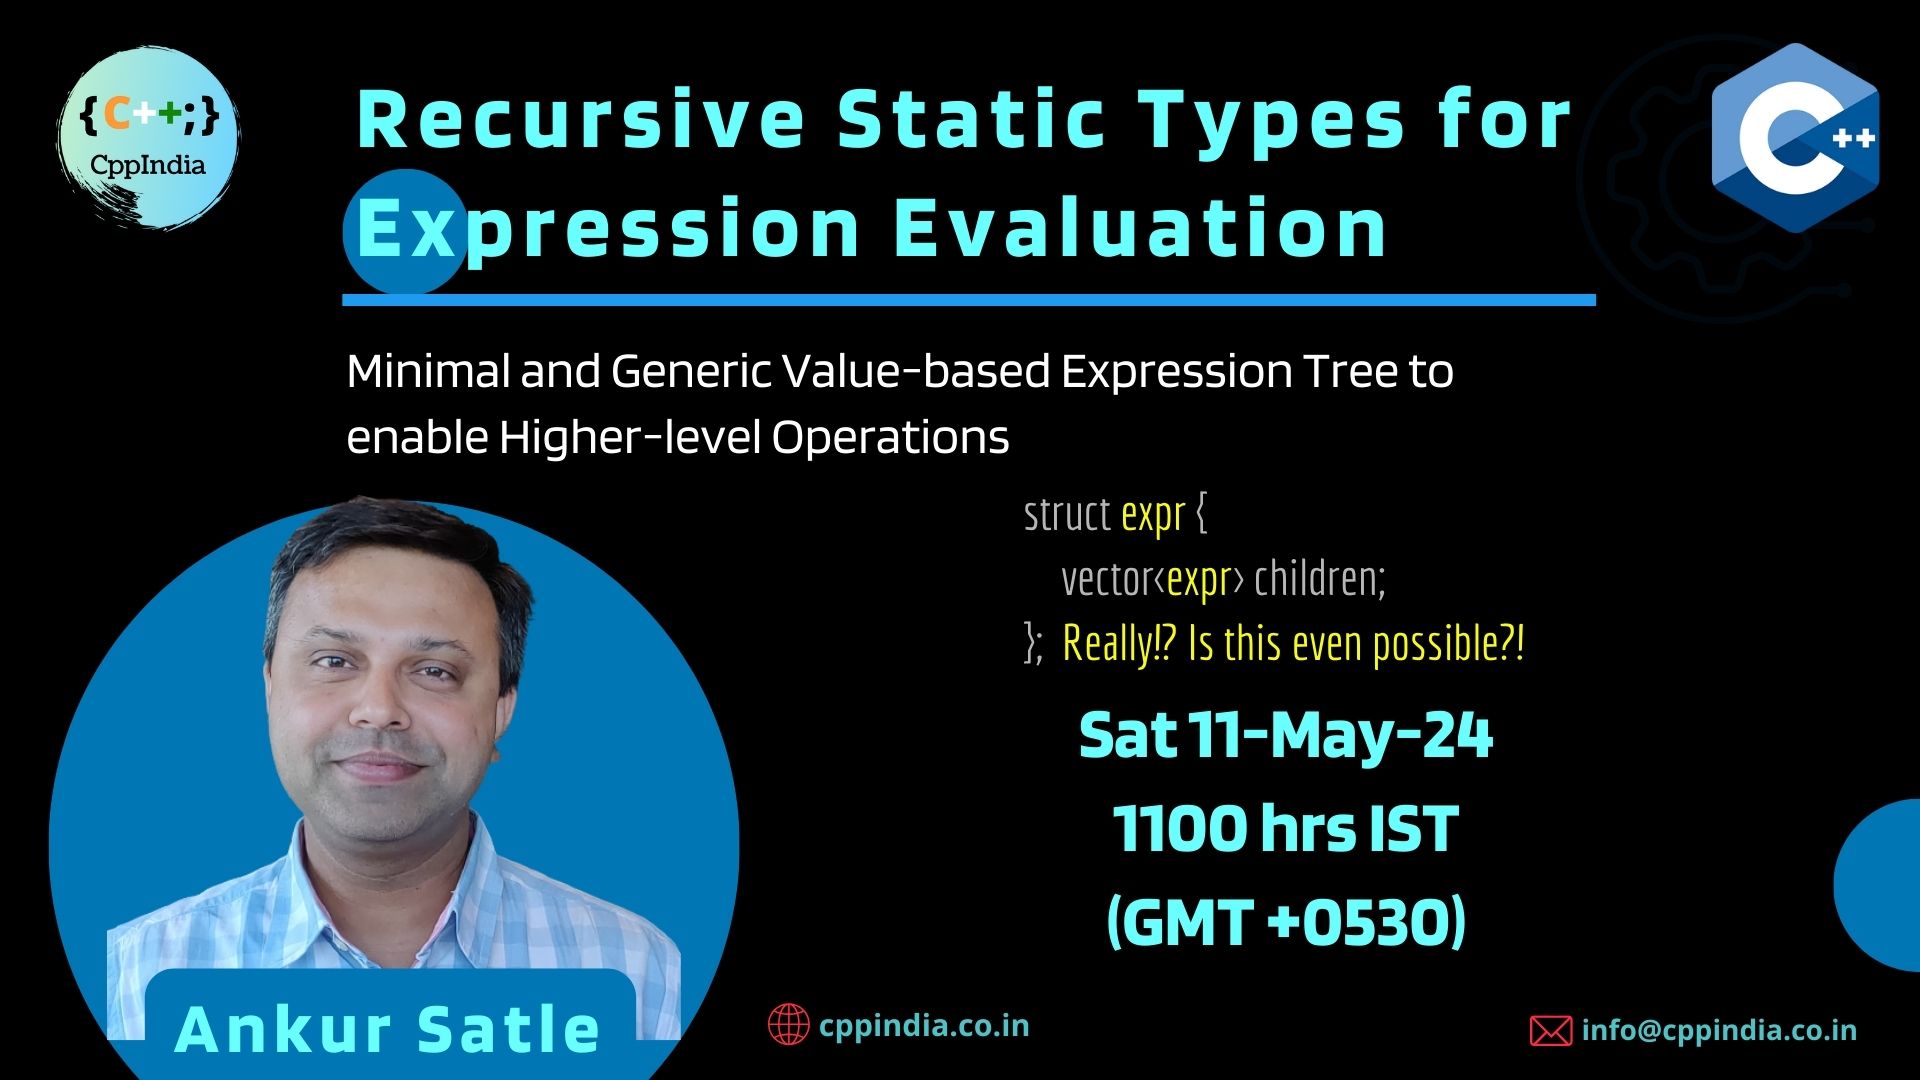 {C++;}
CppIndia
Recursive Static Types for
Expression Evaluation
C++
Minimal and Generic Value-based Expression Tree to
enable Higher-level Operations
struct expr {
vector<expr> children;
}; Really!? Is this even possible?!
Sat 11-May-24
1100 hrs IST
(GMT +0530)
Ankur Satle
cppindia.co.in
info@cppindia.co.in